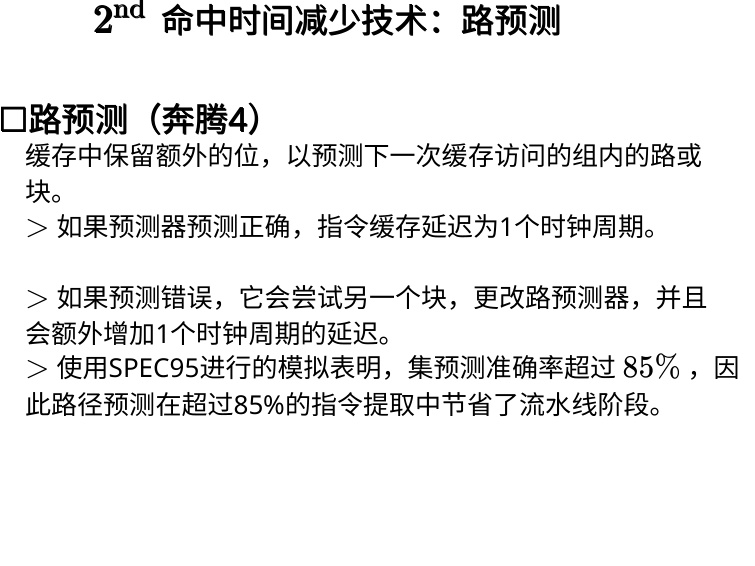 2nd 命中时间减少技术：路预测
□路预测（奔腾4）
缓存中保留额外的位，以预测下一次缓存访问的组内的路或
块。
> 如果预测器预测正确，指令缓存延迟为1个时钟周期。
> 如果预测错误，它会尝试另一个块，更改路预测器，并且
会额外增加1个时钟周期的延迟。
> 使用SPEC95进行的模拟表明，集预测准确率超过 85% ，因
此路径预测在超过85%的指令提取中节省了流水线阶段。